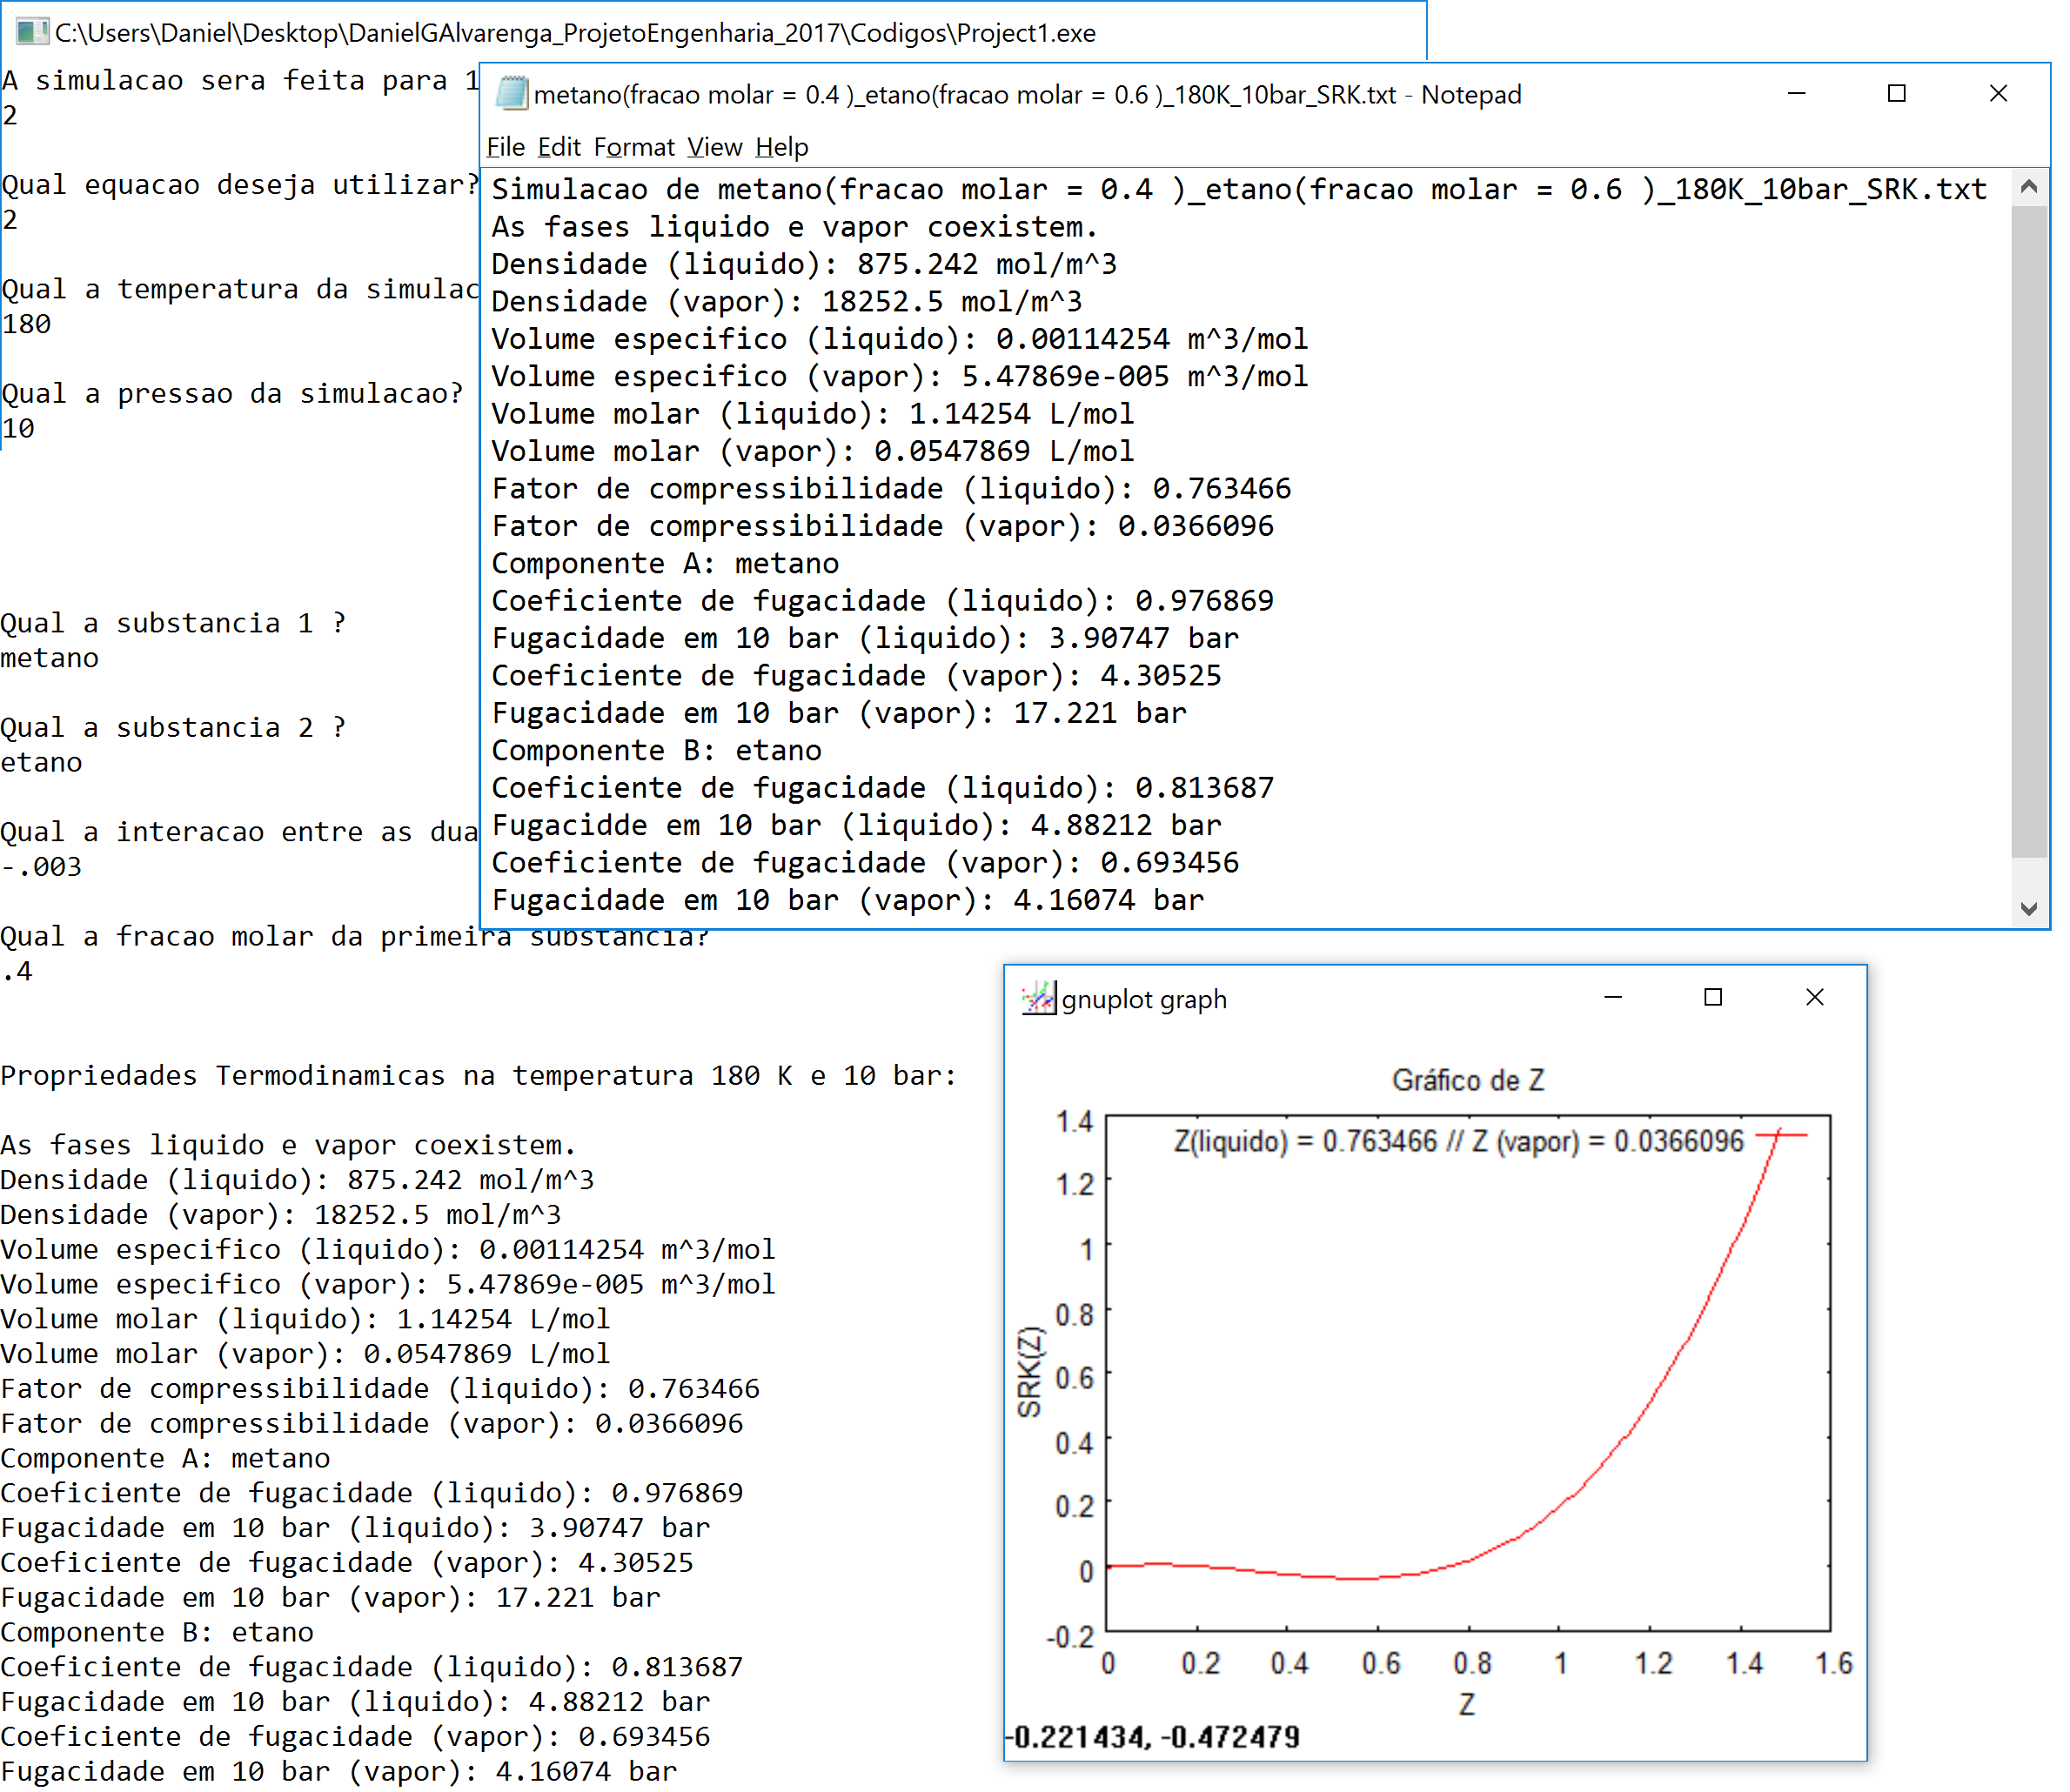 C:\Users\Daniel\Desktop\DanielGAlvarenga_ProjetoEngenharia_2017\Codigos\Project1.exe
A simulacao sera feita para 1
2
Qual equacao deseja utilizar?
2
Qual a temperatura da simulac
180
Qual a pressao da simulacao?
10
Qual a substancia 1 ?
metano
Qual a substancia 2 ?
etano
Qual a interacao entre as dua
-.003
Qual a fracao molar da primeira substancia?
.4
Propriedades Termodinamicas na temperatura 180 K e 10 bar:
As fases liquido e vapor coexistem.
Densidade (liquido): 875.242 mol/m^3
Densidade (vapor): 18252.5 mol/m^3
Volume especifico (liquido): 0.00114254 m^3/mol
Volume especifico (vapor): 5.47869e-005 m^3/mol
Volume molar (liquido): 1.14254 L/mol
Volume molar (vapor): 0.0547869 L/mol
Fator de compressibilidade (liquido): 0.763466
Fator de compressibilidade (vapor): 0.0366096
Componente A: metano
Coeficiente de fugacidade (liquido): 0.976869
Fugacidade em 10 bar (liquido): 3.90747 bar
Coeficiente de fugacidade (vapor): 4.30525
Fugacidade em 10 bar (vapor): 17.221 bar
Componente B: etano
Coeficiente de fugacidade (liquido): 0.813687
Fugacidade em 10 bar (liquido): 4.88212 bar
Coeficiente de fugacidade (vapor): 0.693456
Fugacidade em 10 bar (vapor): 4.16074 bar
metano(fracao molar = 0.4 )_etano(fracao molar = 0.6 )_180K_10bar_SRK.txt - Notepad
File Edit Format View Help
Simulacao de metano(fracao molar = 0.4 )_etano(fracao molar = 0.6 )_180K_10bar_SRK.txt
As fases liquido e vapor coexistem.
Densidade (liquido): 875.242 mol/m^3
Densidade (vapor): 18252.5 mol/m^3
Volume especifico (liquido): 0.00114254 m^3/mol
Volume especifico (vapor): 5.47869e-005 m^3/mol
Volume molar (liquido): 1.14254 L/mol
Volume molar (vapor): 0.0547869 L/mol
Fator de compressibilidade (liquido): 0.763466
Fator de compressibilidade (vapor): 0.0366096
Componente A: metano
Coeficiente de fugacidade (liquido): 0.976869
Fugacidade em 10 bar (liquido): 3.90747 bar
Coeficiente de fugacidade (vapor): 4.30525
Fugacidade em 10 bar (vapor): 17.221 bar
Componente B: etano
Coeficiente de fugacidade (liquido): 0.813687
Fugacidde em 10 bar (liquido): 4.88212 bar
Coeficiente de fugacidade (vapor): 0.693456
Fugacidade em 10 bar (vapor): 4.16074 bar
gnuplot graph
Gráfico de Z
Z(liquido) = 0.763466 // Z (vapor) = 0.0366096
1.4
1.2
1
0.8
0.6
0.4
0.2
0
-0.2
SRK(Z)
0 0.2 0.4 0.6 0.8 1 1.2 1.4 1.6
Z
-0.221434, -0.472479